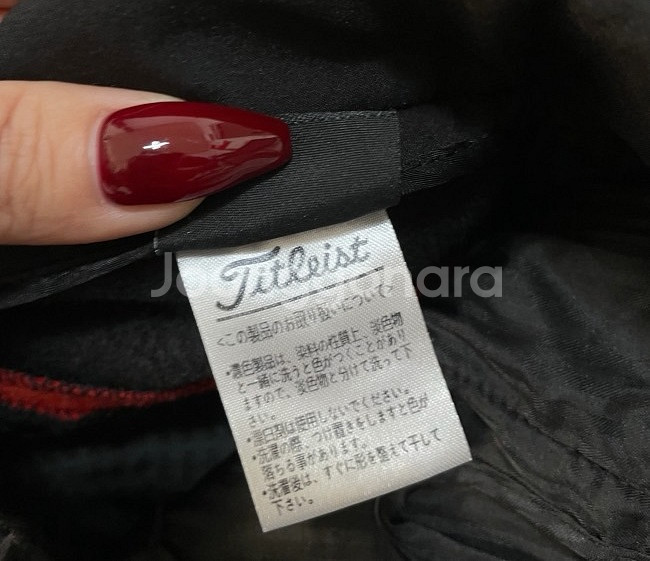 Titleist
<この製品のお取り扱いについて>
・濃色製品は、染料の性質上、淡色物
と一緒に洗うと色がつくことがあり
ますので、淡色物と分けて洗って下
さい。
・漂白剤は使用しないでください。
・洗濯の際、つけ置きをしますと色が
落ちる事があります。
・洗濯後は、すぐに形を整えて干して
下さい。